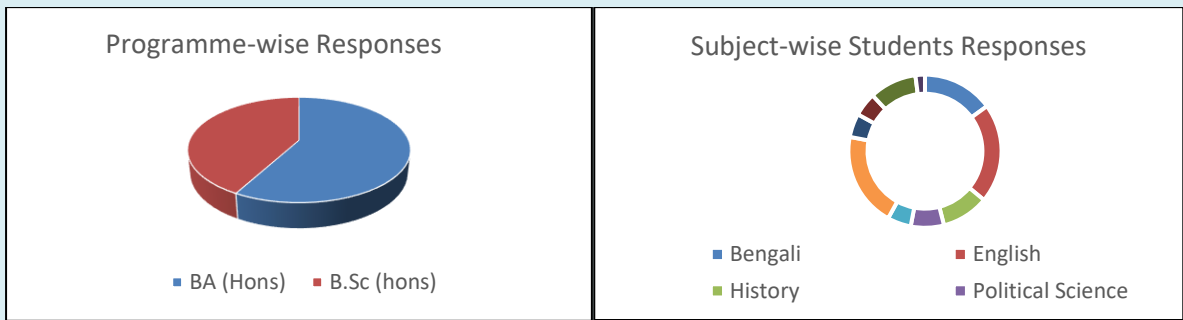 Programme-wise Responses
BA (Hons) B.Sc (hons)
Subject-wise Students Responses
Bengali English
History Political Science